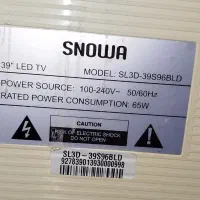 SNOWA
39" LED TV MODEL: SL3D-39S96BLD
POWER SOURCE: 100-240V~ 50/60Hz
RATED POWER CONSUMPTION: 65W
RISK OF ELECTRIC SHOCK
DO NOT OPEN
SL3D-39S96BLD
927839013930000998